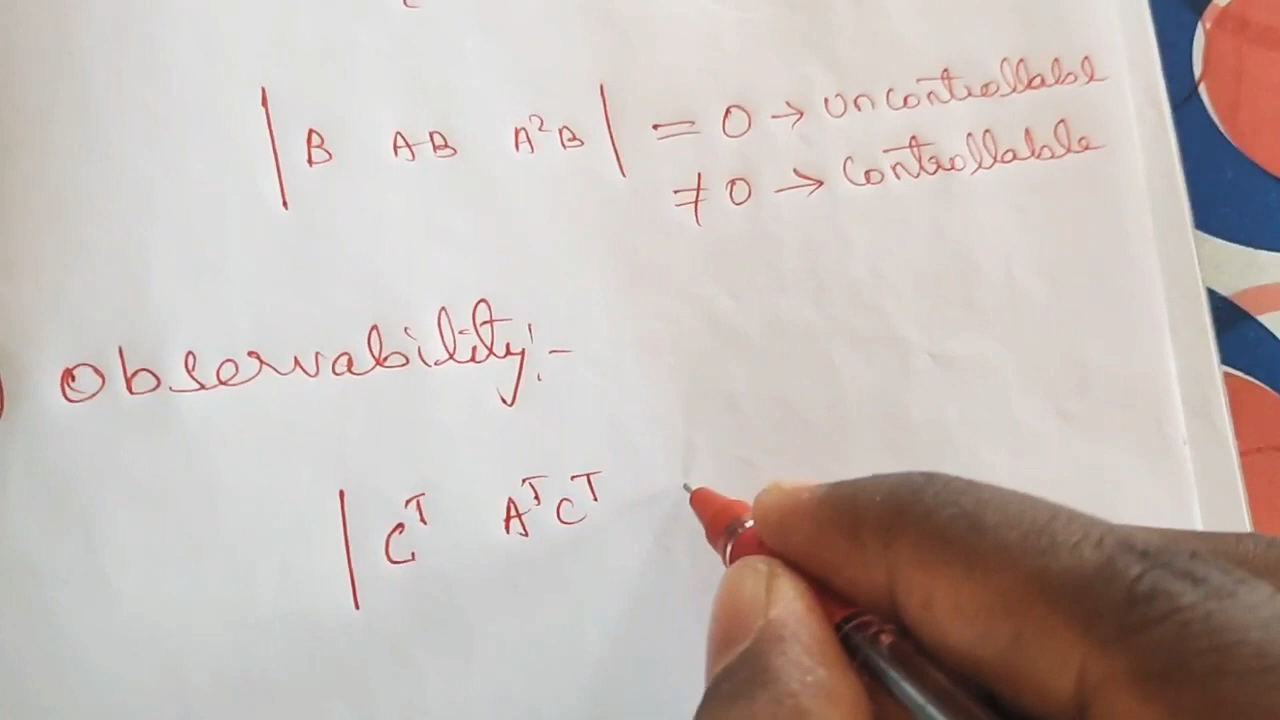 | B AB A²B | = 0 → Uncontrollable
≠ 0 → Controllable
Observability:-
| Cᵀ AᵀCᵀ